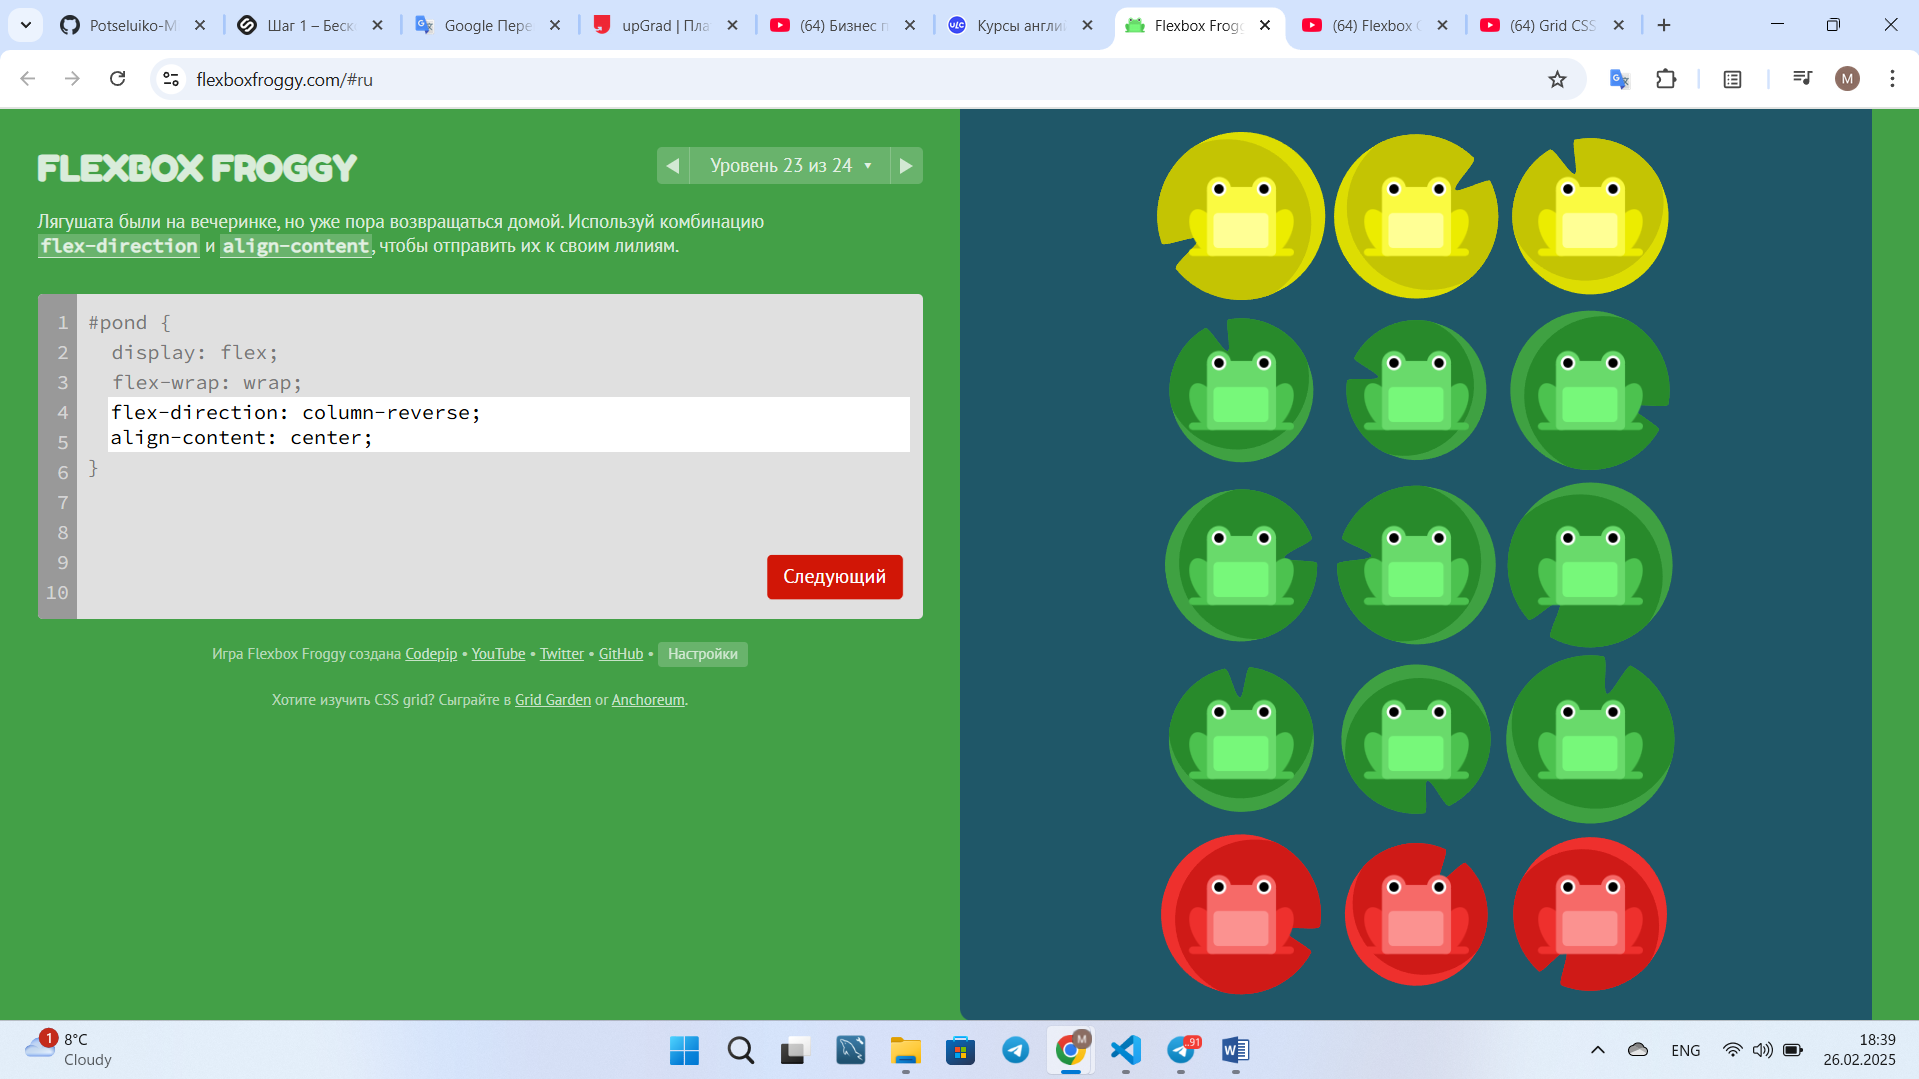 Potseluiko-M
Шаг 1 – Беск
Google Пере
upGrad | Пла
(64) Бизнес п
Курсы англи
Flexbox Frogg
(64) Flexbox
(64) Grid CSS
flexboxfroggy.com/#ru
M
FLEXBOX FROGGY
Уровень 23 из 24
Лягушата были на вечеринке, но уже пора возвращаться домой. Используй комбинацию
flex-direction и align-content, чтобы отправить их к своим лилиям.
1 #pond {
2 display: flex;
3 flex-wrap: wrap;
4 flex-direction: column-reverse;
5 align-content: center;
6 }
7
8
9
10
Следующий
Игра Flexbox Froggy создана Codepip • YouTube • Twitter • GitHub • Настройки
Хотите изучить CSS grid? Сыграйте в Grid Garden or Anchoreum.
1
8°C
Cloudy
M
91
ENG
18:39
26.02.2025